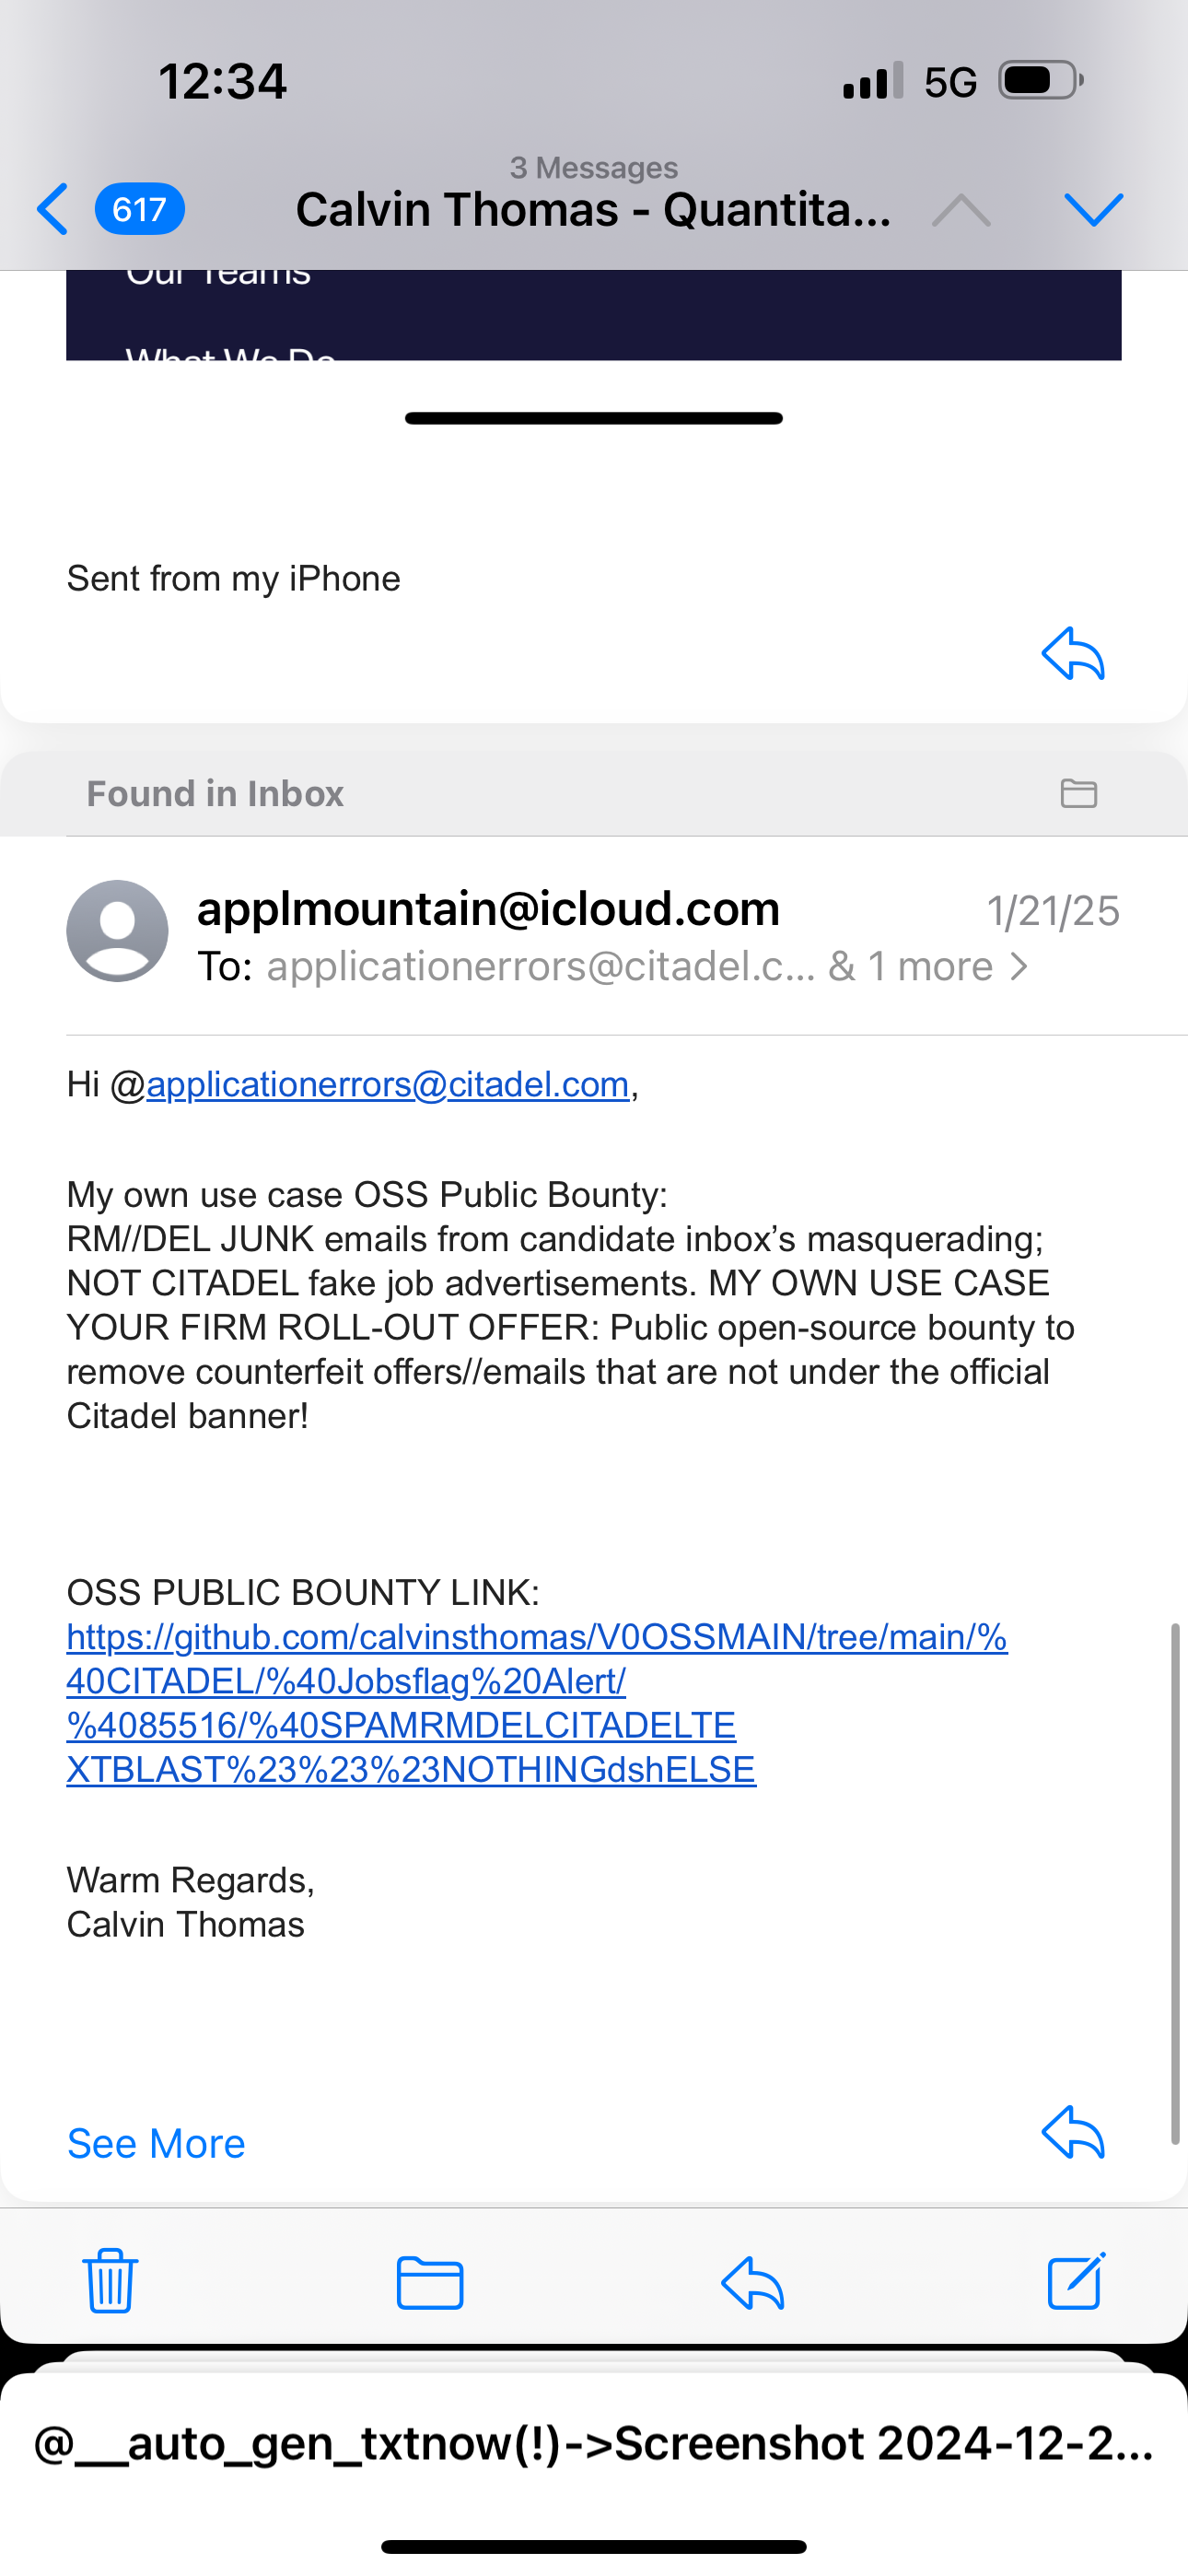 12:34
5G
3 Messages
617
Calvin Thomas - Quantita...
Our Teams
What We Do
Sent from my iPhone
Found in Inbox
applmountain@icloud.com
1/21/25
To: applicationerrors@citadel.c... & 1 more
Hi @applicationerrors@citadel.com,
My own use case OSS Public Bounty:
RM//DEL JUNK emails from candidate inbox’s masquerading;
NOT CITADEL fake job advertisements. MY OWN USE CASE
YOUR FIRM ROLL-OUT OFFER: Public open-source bounty to
remove counterfeit offers//emails that are not under the official
Citadel banner!
OSS PUBLIC BOUNTY LINK:
https://github.com/calvinsthomas/V0OSSMAIN/tree/main/%
40CITADEL/%40Jobsflag%20Alert/
%4085516/%40SPAMRMDELCITADELTE
XTBLAST%23%23%23NOTHINGdshELSE
Warm Regards,
Calvin Thomas
See More
@__auto_gen_txtnow(!)->Screenshot 2024-12-2...